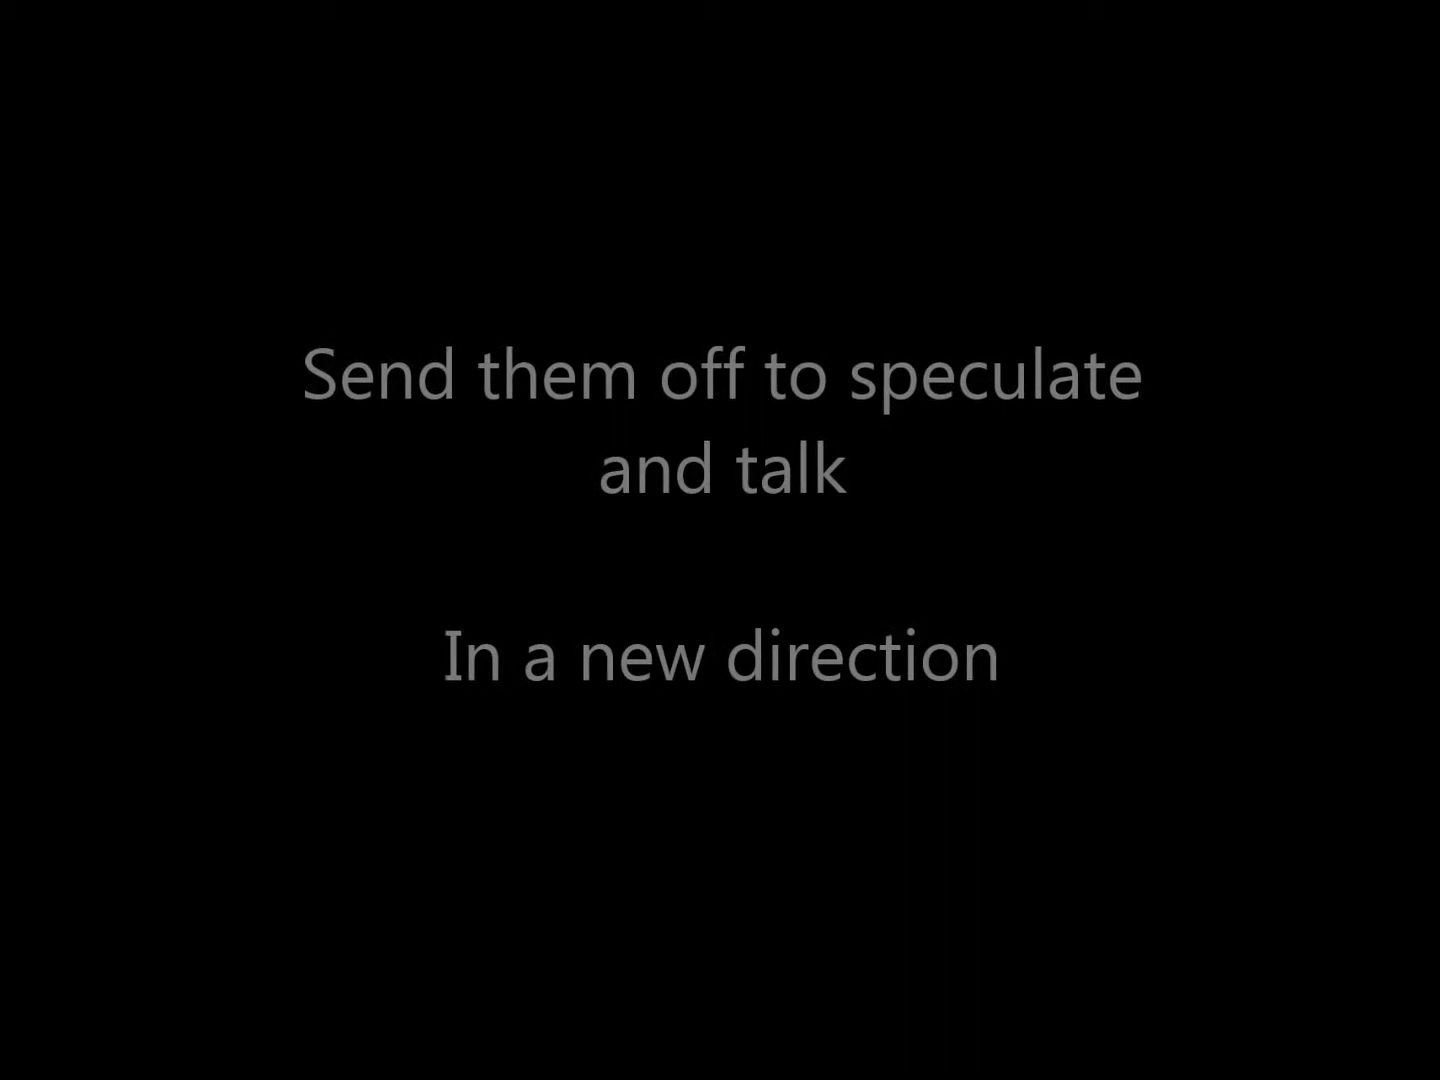 Send them off to speculate
and talk
In a new direction